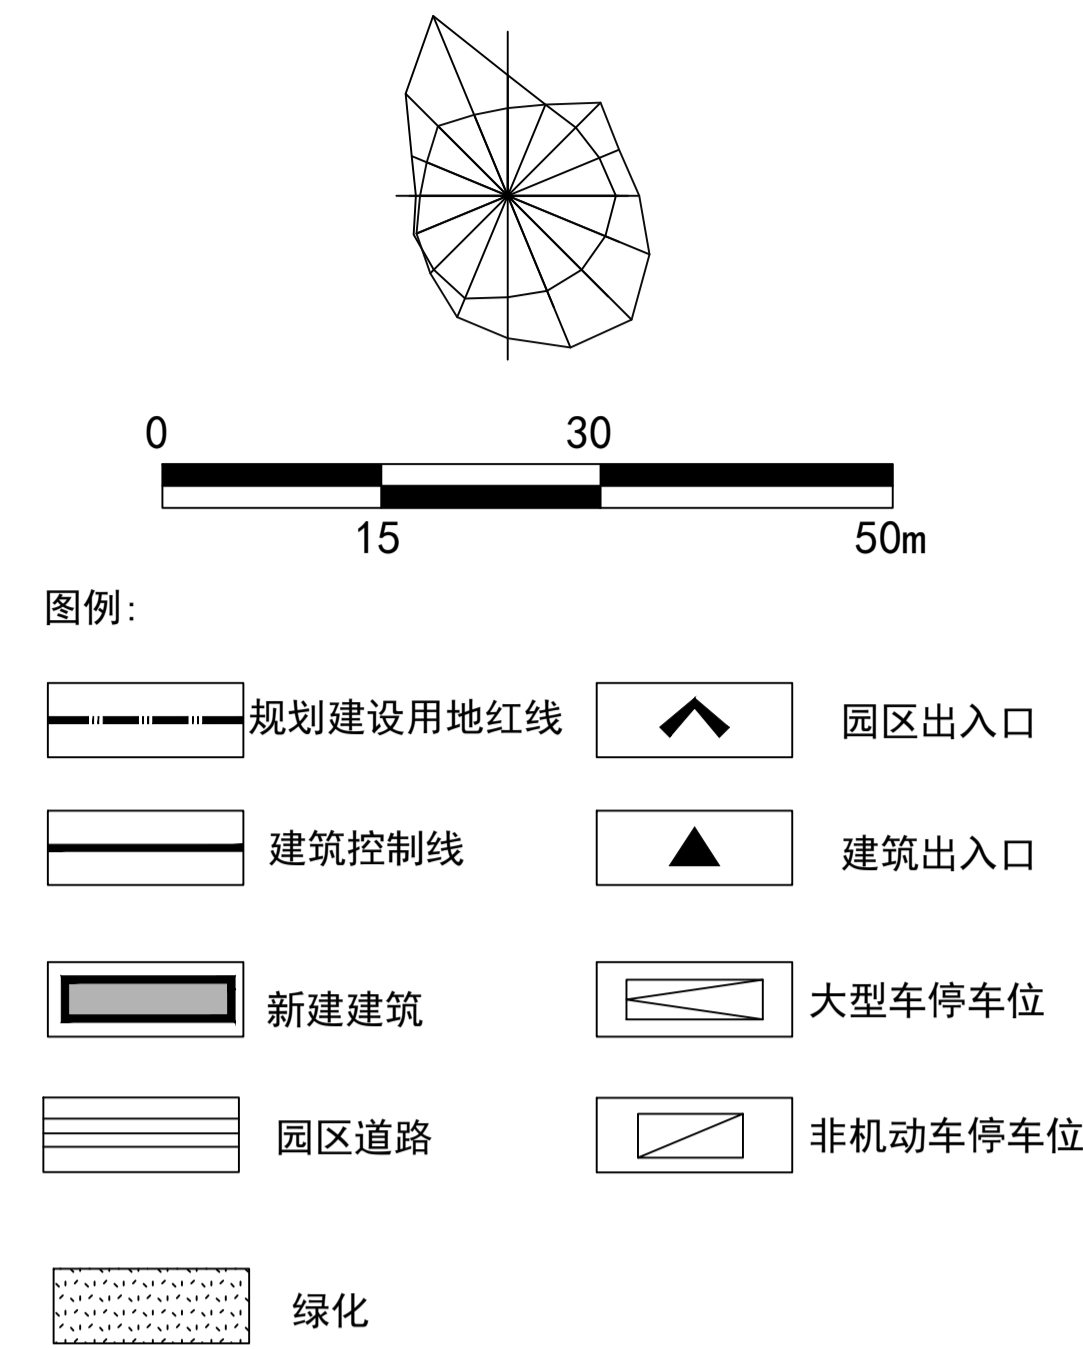 0 30
15 50m
图例:
规划建设用地红线 园区出入口
建筑控制线 建筑出入口
新建建筑 大型车停车位
园区道路 非机动车停车位
绿化